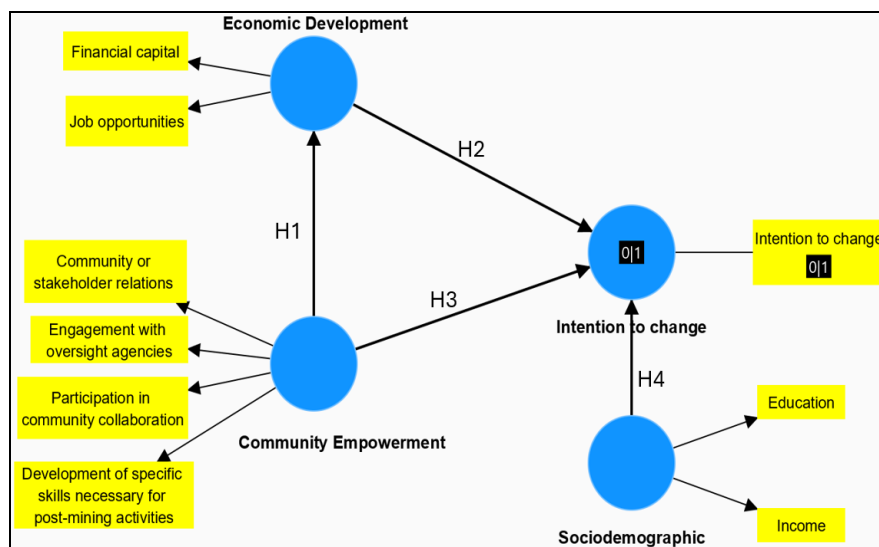 Economic Development
Financial capital
Job opportunities
H2
H1
Community or
stakeholder relations
Intention to change
0|1
0|1
Engagement with
oversight agencies
H3
Intention to change
Participation in
community collaboration
H4
Education
Community Empowerment
Development of specific
skills necessary for
post-mining activities
Income
Sociodemographic